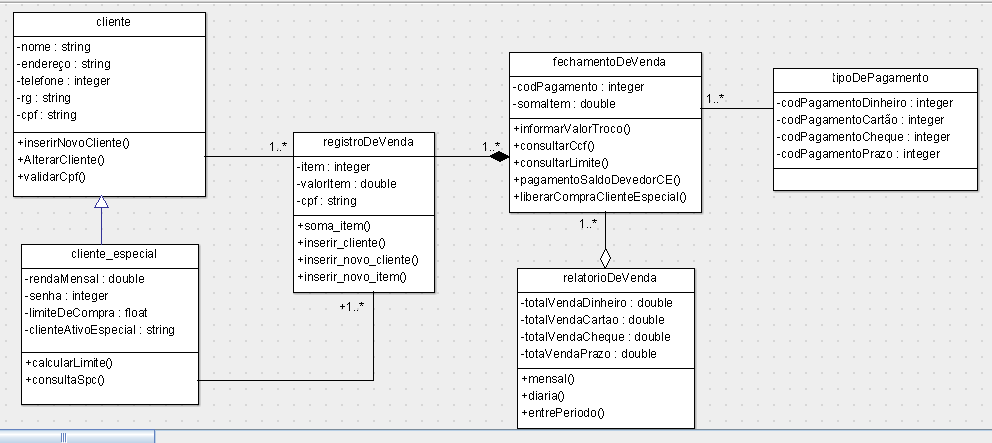 cliente
-nome : string
-endereço : string
-telefone : integer
-rg : string
-cpf : string
+inserirNovoCliente()
+AlterarCliente()
+validarCpf()
1..*
registroDeVenda
-item : integer
-valorItem : double
-cpf : string
+soma_item()
+inserir_cliente()
+inserir_novo_cliente()
+inserir_novo_item()
1..*
fechamentoDeVenda
-codPagamento : integer
-somaItem : double
+informarValorTroco()
+consultarCcf()
+consultarLimite()
+pagamentoSaldoDevedorCE()
+liberarCompraClienteEspecial()
1..*
tipoDePagamento
-codPagamentoDinheiro : integer
-codPagamentoCartão : integer
-codPagamentoCheque : integer
-codPagamentoPrazo : integer
cliente_especial
-rendaMensal : double
-senha : integer
-limiteDeCompra : float
-clienteAtivoEspecial : string
+calcularLimite()
+consultaSpc()
+1..*
1..*
relatorioDeVenda
-totalVendaDinheiro : double
-totalVendaCartao : double
-totalVendaCheque : double
-totaVendaPrazo : double
+mensal()
+diaria()
+entrePeriodo()